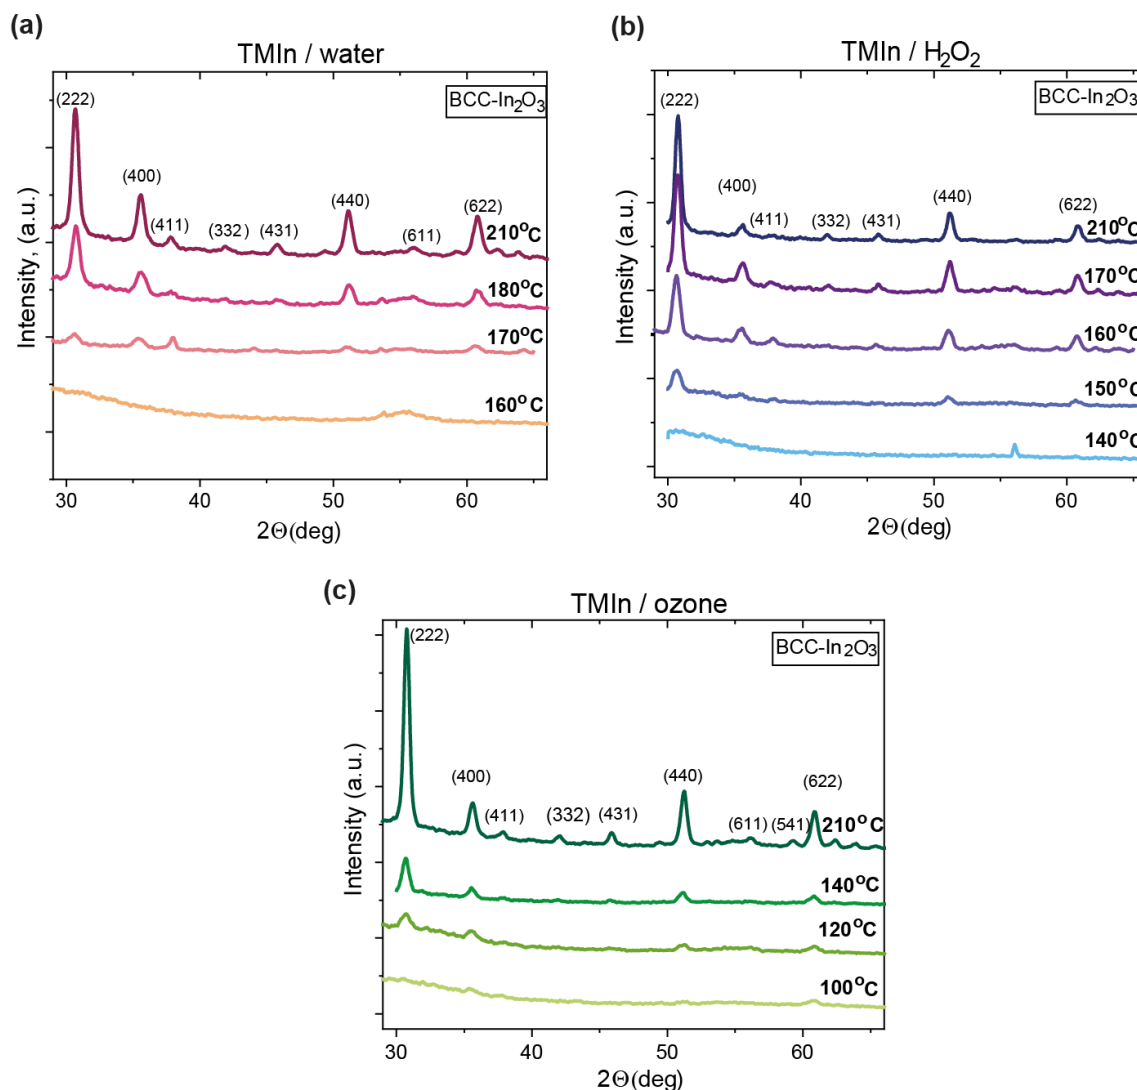 (a)
TMIn / water
BCC-In₂O₃
(222)
(400)
(411)
(332)
(431)
(440)
(611)
(622)
210°C
180°C
170°C
160°C
Intensity, (a.u.)
30 40 50 60
2Θ(deg)
(b)
TMIn / H₂O₂
BCC-In₂O₃
(222)
(400)
(411)
(332)
(431)
(440)
(622)
210°C
170°C
160°C
150°C
140°C
Intensity (a.u.)
30 40 50 60
2Θ(deg)
(c)
TMIn / ozone
BCC-In₂O₃
(222)
(400)
(411)
(332)
(431)
(440)
(611)
(541)
(622)
210°C
140°C
120°C
100°C
Intensity (a.u.)
30 40 50 60
2Θ(deg)